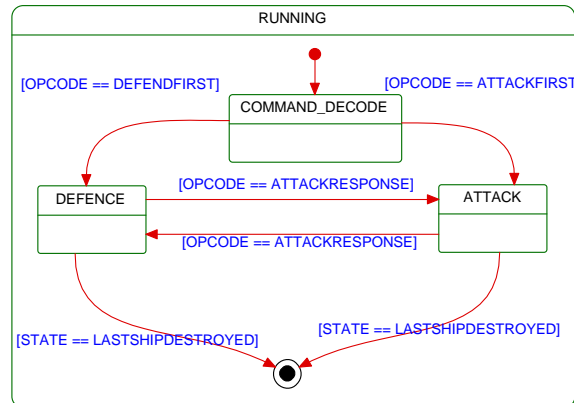 RUNNING
[OPCODE == DEFENDFIRST]
[OPCODE == ATTACKFIRST
COMMAND_DECODE
DEFENCE
[OPCODE == ATTACKRESPONSE]
ATTACK
[OPCODE == ATTACKRESPONSE]
[STATE == LASTSHIPDESTROYED]
[STATE == LASTSHIPDESTROYED]